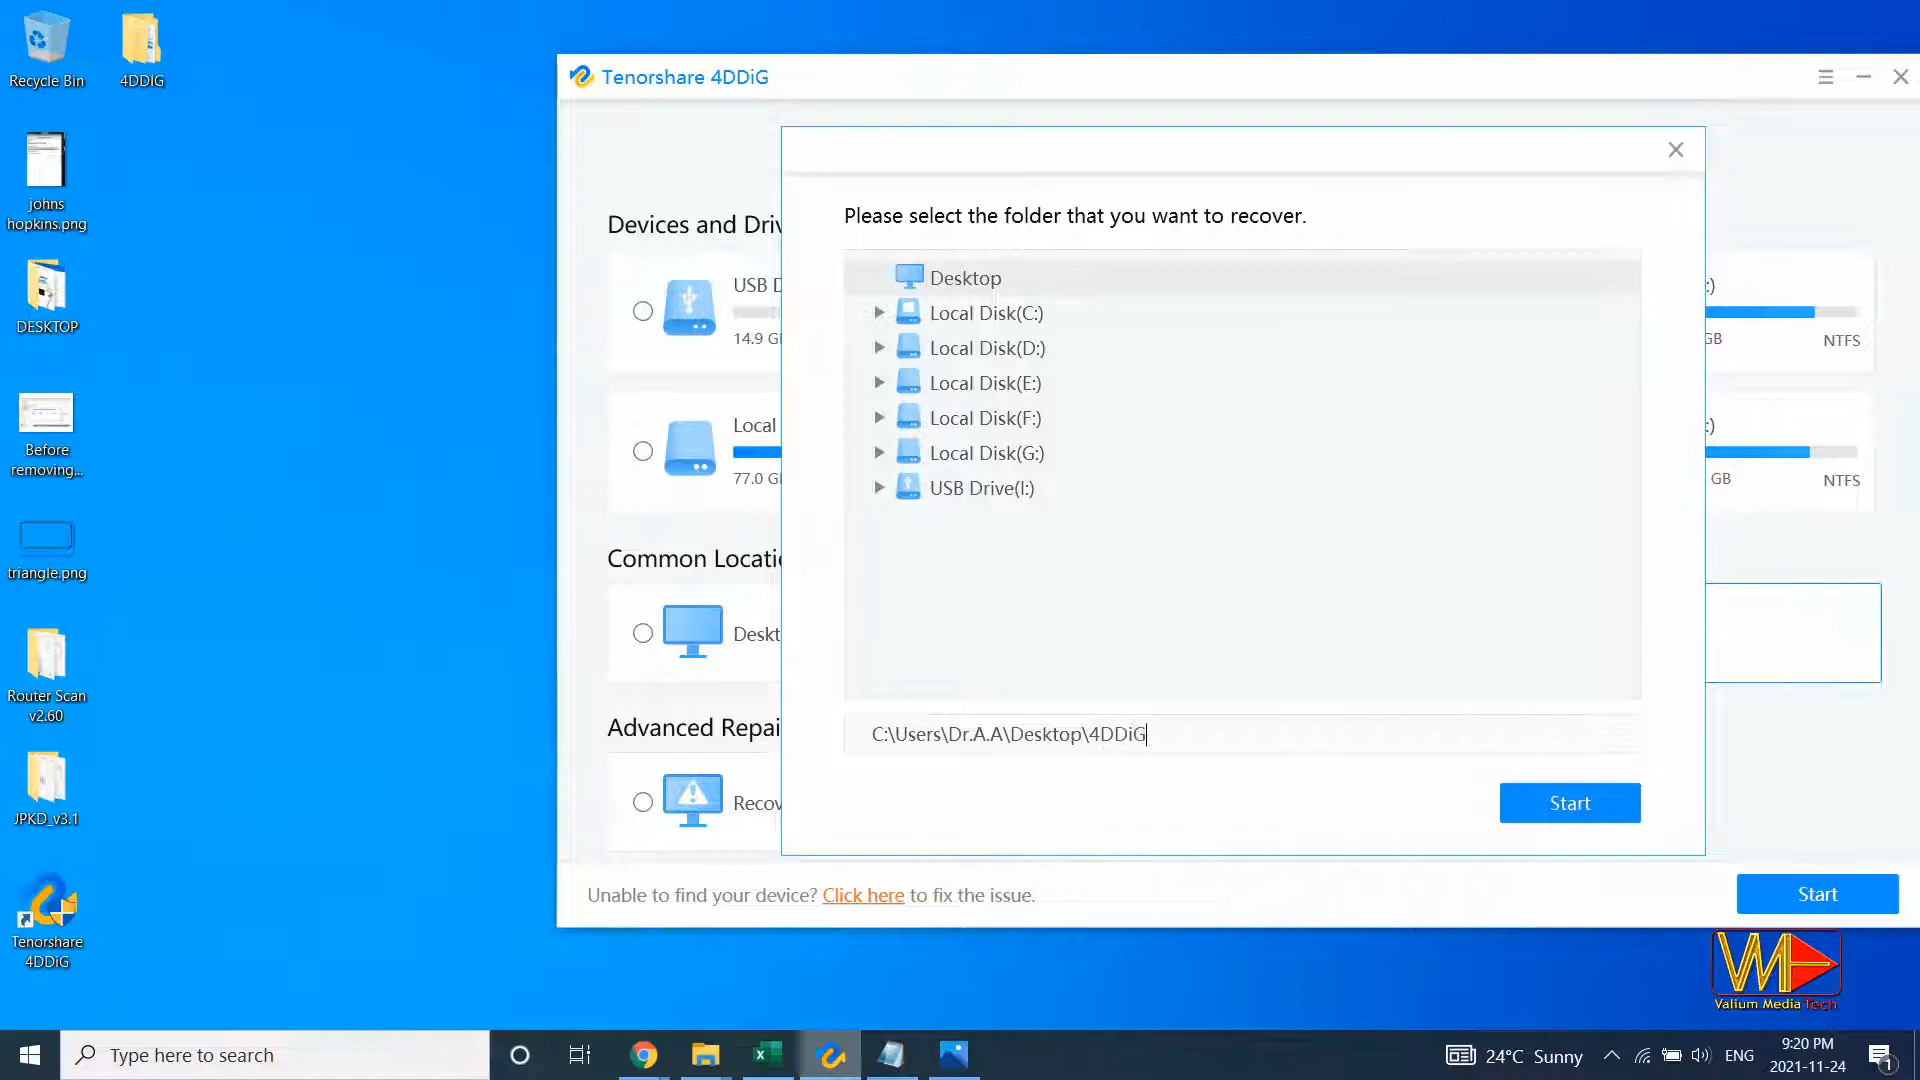 Recycle Bin
4DDIG
johns
hopkins.png
DESKTOP
Before
removing...
triangle.png
Router Scan
v2.60
JPKD_v3.1
Tenorshare
4DDiG
Tenorshare 4DDiG
Devices and Driv
USB D
14.9 G
Local
77.0 G
Common Locati
Deskt
Advanced Repai
Recov
Please select the folder that you want to recover.
Desktop
Local Disk(C:)
Local Disk(D:)
Local Disk(E:)
Local Disk(F:)
Local Disk(G:)
USB Drive(I:)
C:\Users\Dr.A.A\Desktop\4DDiG
Start
:)
GB NTFS
:)
GB NTFS
Unable to find your device? Click here to fix the issue.
Start
VM
Valium Media Tech
Type here to search
24°C Sunny
ENG
9:20 PM
2021-11-24
1